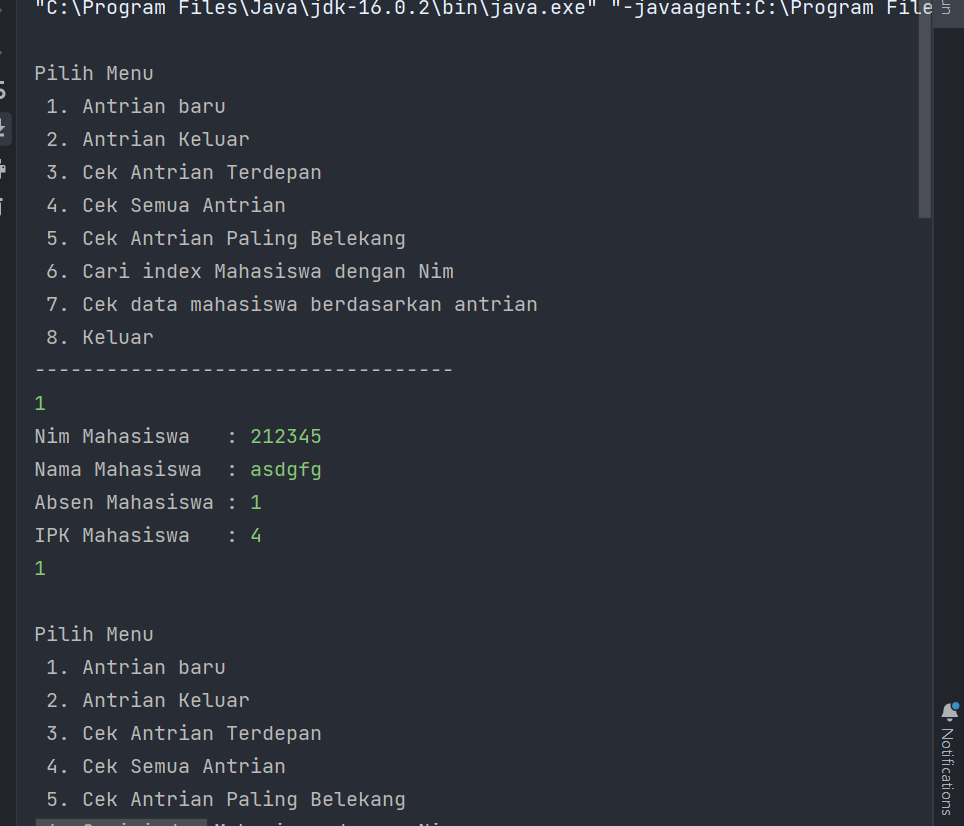 "C:\Program Files\Java\jdk-16.0.2\bin\java.exe" "-javaagent:C:\Program File
Pilih Menu
1. Antrian baru
2. Antrian Keluar
3. Cek Antrian Terdepan
4. Cek Semua Antrian
5. Cek Antrian Paling Belekang
6. Cari index Mahasiswa dengan Nim
7. Cek data mahasiswa berdasarkan antrian
8. Keluar
-----------------------------------
1
Nim Mahasiswa   : 212345
Nama Mahasiswa  : asdgfg
Absen Mahasiswa : 1
IPK Mahasiswa   : 4
1
Pilih Menu
1. Antrian baru
2. Antrian Keluar
3. Cek Antrian Terdepan
4. Cek Semua Antrian
5. Cek Antrian Paling Belekang
Notifications